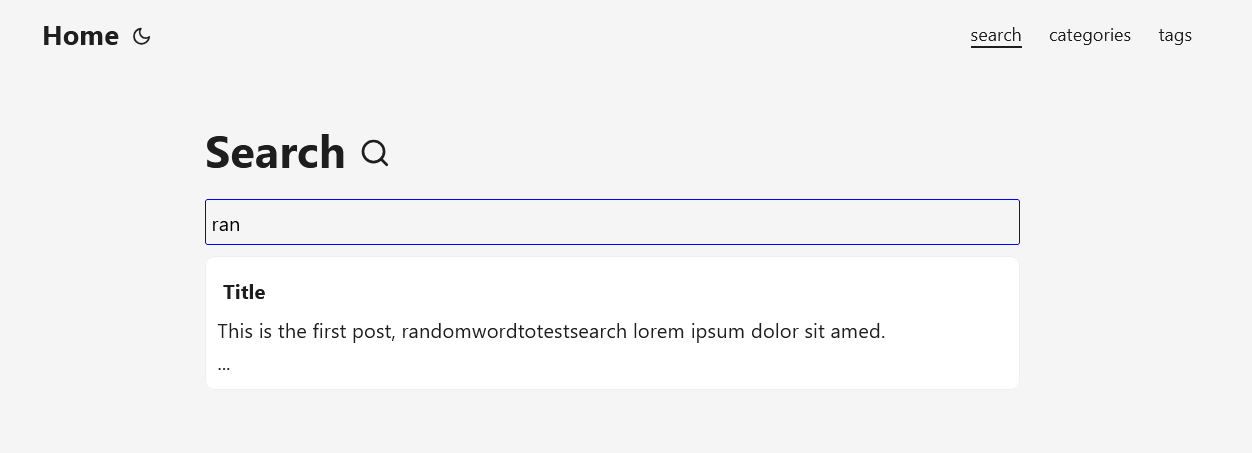 Home
search categories tags
Search
ran
Title
This is the first post, randomwordtotestsearch lorem ipsum dolor sit amed.
...